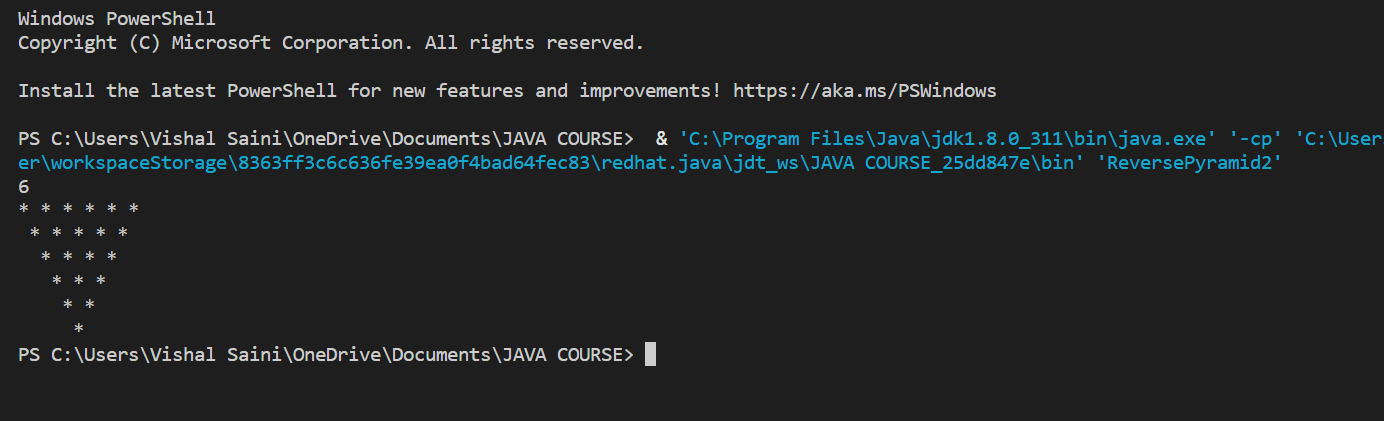 Windows PowerShell
Copyright (C) Microsoft Corporation. All rights reserved.
Install the latest PowerShell for new features and improvements! https://aka.ms/PSWindows
PS C:\Users\Vishal Saini\OneDrive\Documents\JAVA COURSE>  & 'C:\Program Files\Java\jdk1.8.0_311\bin\java.exe' '-cp' 'C:\User
er\workspaceStorage\8363ff3c6c636fe39ea0f4bad64fec83\redhat.java\jdt_ws\JAVA COURSE_25dd847e\bin' 'ReversePyramid2'
6
* * * * * *
 * * * * *
  * * * *
   * * *
    * *
     *
PS C:\Users\Vishal Saini\OneDrive\Documents\JAVA COURSE>